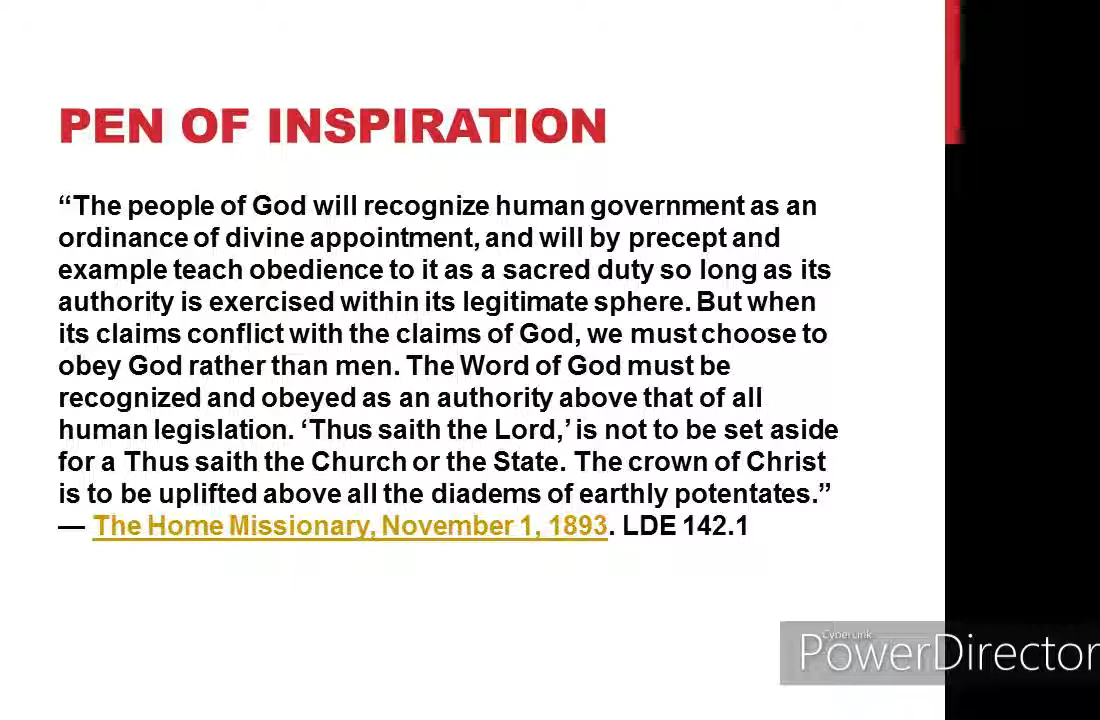 PEN OF INSPIRATION
“The people of God will recognize human government as an
ordinance of divine appointment, and will by precept and
example teach obedience to it as a sacred duty so long as its
authority is exercised within its legitimate sphere. But when
its claims conflict with the claims of God, we must choose to
obey God rather than men. The Word of God must be
recognized and obeyed as an authority above that of all
human legislation. ‘Thus saith the Lord,’ is not to be set aside
for a Thus saith the Church or the State. The crown of Christ
is to be uplifted above all the diadems of earthly potentates.”
— The Home Missionary, November 1, 1893. LDE 142.1
CyberLink
PowerDirector